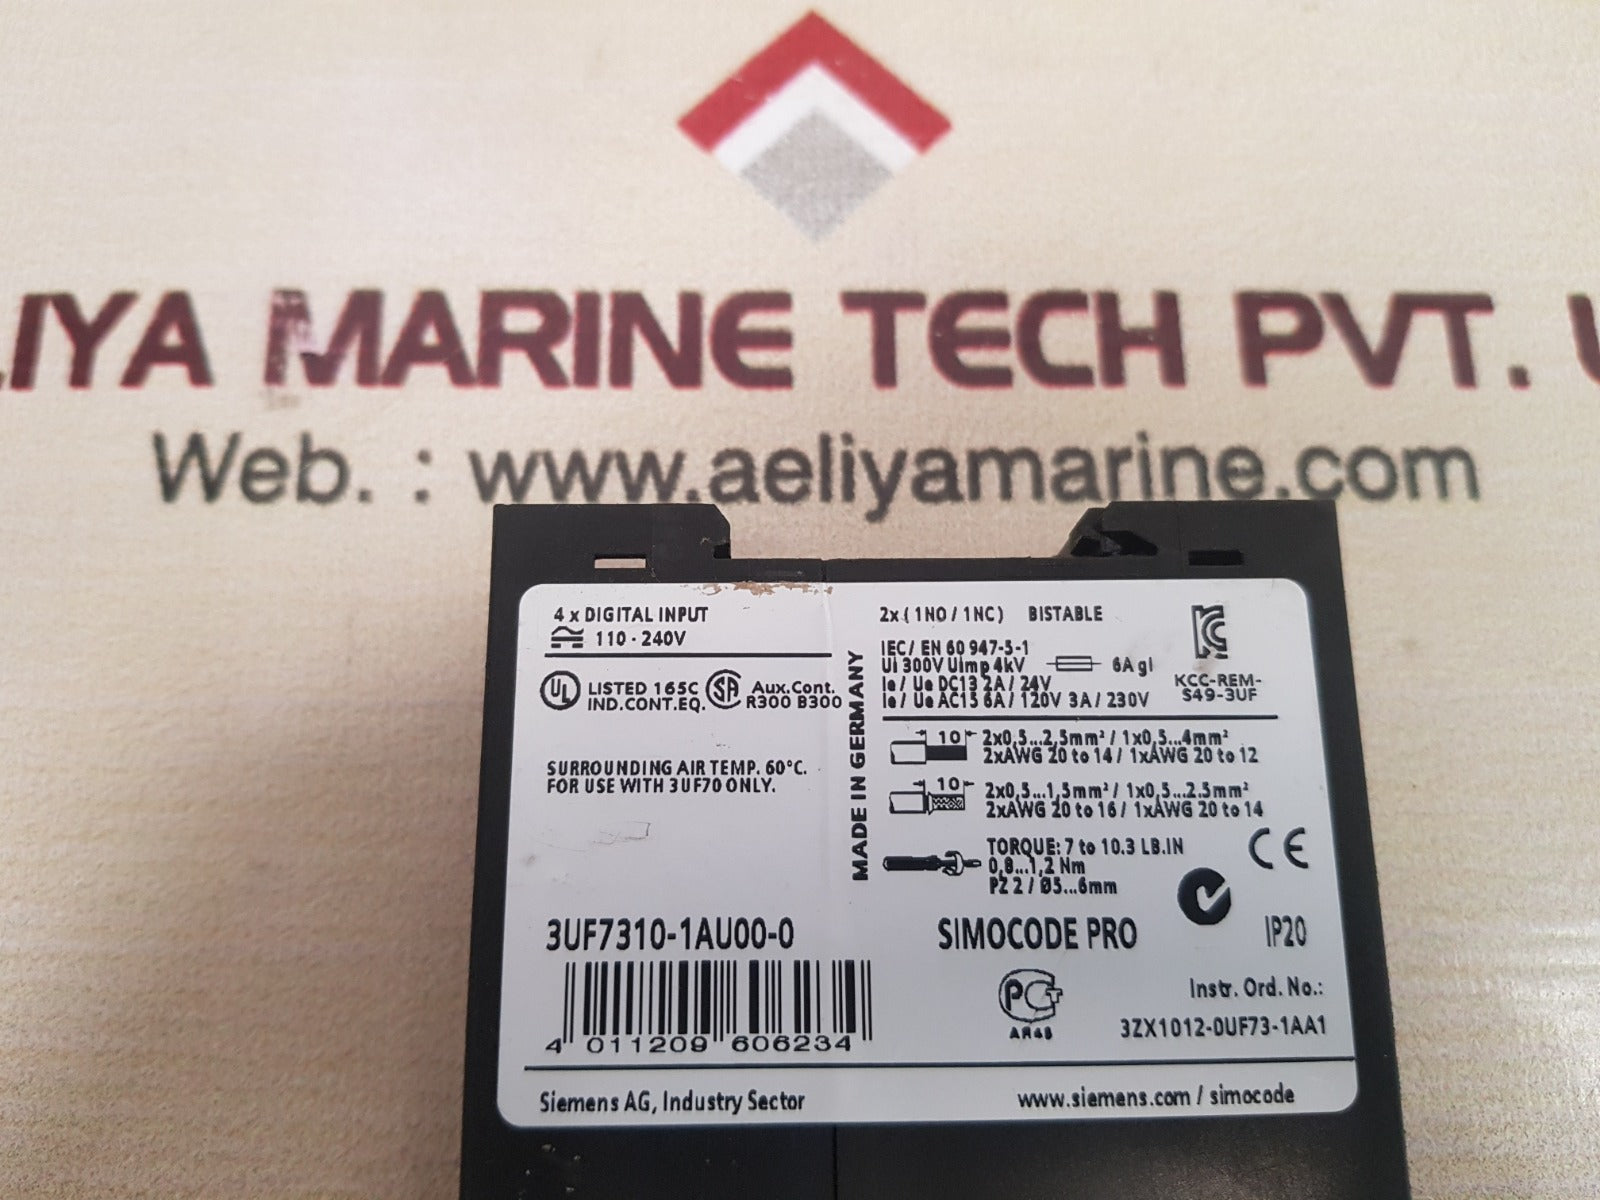 LIYA MARINE TECH PVT.
Web. : www.aeliyamarine.com
4 x DIGITAL INPUT
110 - 240V
UL LISTED 165C
IND.CONT.EQ.
SA Aux.Cont.
R300 B300
SURROUNDING AIR TEMP. 60°C.
FOR USE WITH 3UF70 ONLY.
MADE IN GERMANY
2x ( 1NO / 1NC ) BISTABLE
IEC / EN 60 947-5-1
Ui 300V Uimp 4kV 6A gl
Ie / Ue DC13 2A / 24V
Ie / Ue AC15 6A / 120V 3A / 230V
KCC-REM-
S49-3UF
10 2x0,5...2,5mm² / 1x0,5...4mm²
2xAWG 20 to 14 / 1xAWG 20 to 12
10 2x0,5...1,5mm² / 1x0,5...2.5mm²
2xAWG 20 to 16 / 1xAWG 20 to 14
TORQUE: 7 to 10.3 LB.IN
0,8...1,2 Nm
PZ 2 / Ø5...6mm
CE
3UF7310-1AU00-0
SIMOCODE PRO
IP20
4 011209 606234
Instr. Ord. No.:
3ZX1012-0UF73-1AA1
Siemens AG, Industry Sector
www.siemens.com / simocode